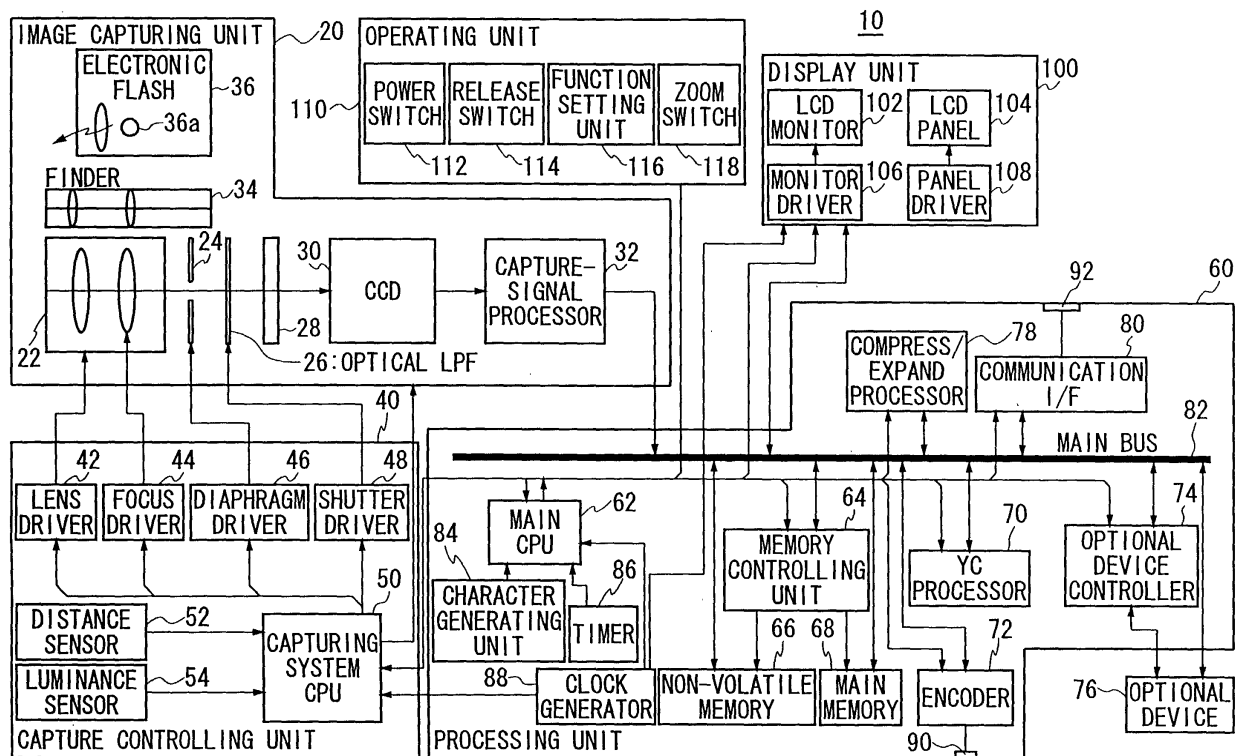 10
IMAGE CAPTURING UNIT
20
ELECTRONIC
FLASH
36
36a
FINDER
34
22
24
26:OPTICAL LPF
28
30
CCD
CAPTURE-
SIGNAL
PROCESSOR
32
OPERATING UNIT
110
POWER
SWITCH
112
RELEASE
SWITCH
114
FUNCTION
SETTING
UNIT
116
ZOOM
SWITCH
118
DISPLAY UNIT
100
LCD
MONITOR
102
LCD
PANEL
104
MONITOR
DRIVER
106
PANEL
DRIVER
108
40
LENS
DRIVER
42
FOCUS
DRIVER
44
DIAPHRAGM
DRIVER
46
SHUTTER
DRIVER
48
DISTANCE
SENSOR
52
LUMINANCE
SENSOR
54
CAPTURING
SYSTEM
CPU
50
CAPTURE CONTROLLING UNIT
60
92
COMPRESS/
EXPAND
PROCESSOR
78
COMMUNICATION
I/F
80
MAIN BUS
82
MAIN
CPU
62
84
CHARACTER
GENERATING
UNIT
TIMER
86
88
CLOCK
GENERATOR
MEMORY
CONTROLLING
UNIT
64
NON-VOLATILE
MEMORY
66
MAIN
MEMORY
68
YC
PROCESSOR
70
ENCODER
72
90
OPTIONAL
DEVICE
CONTROLLER
74
76
OPTIONAL
DEVICE
PROCESSING UNIT